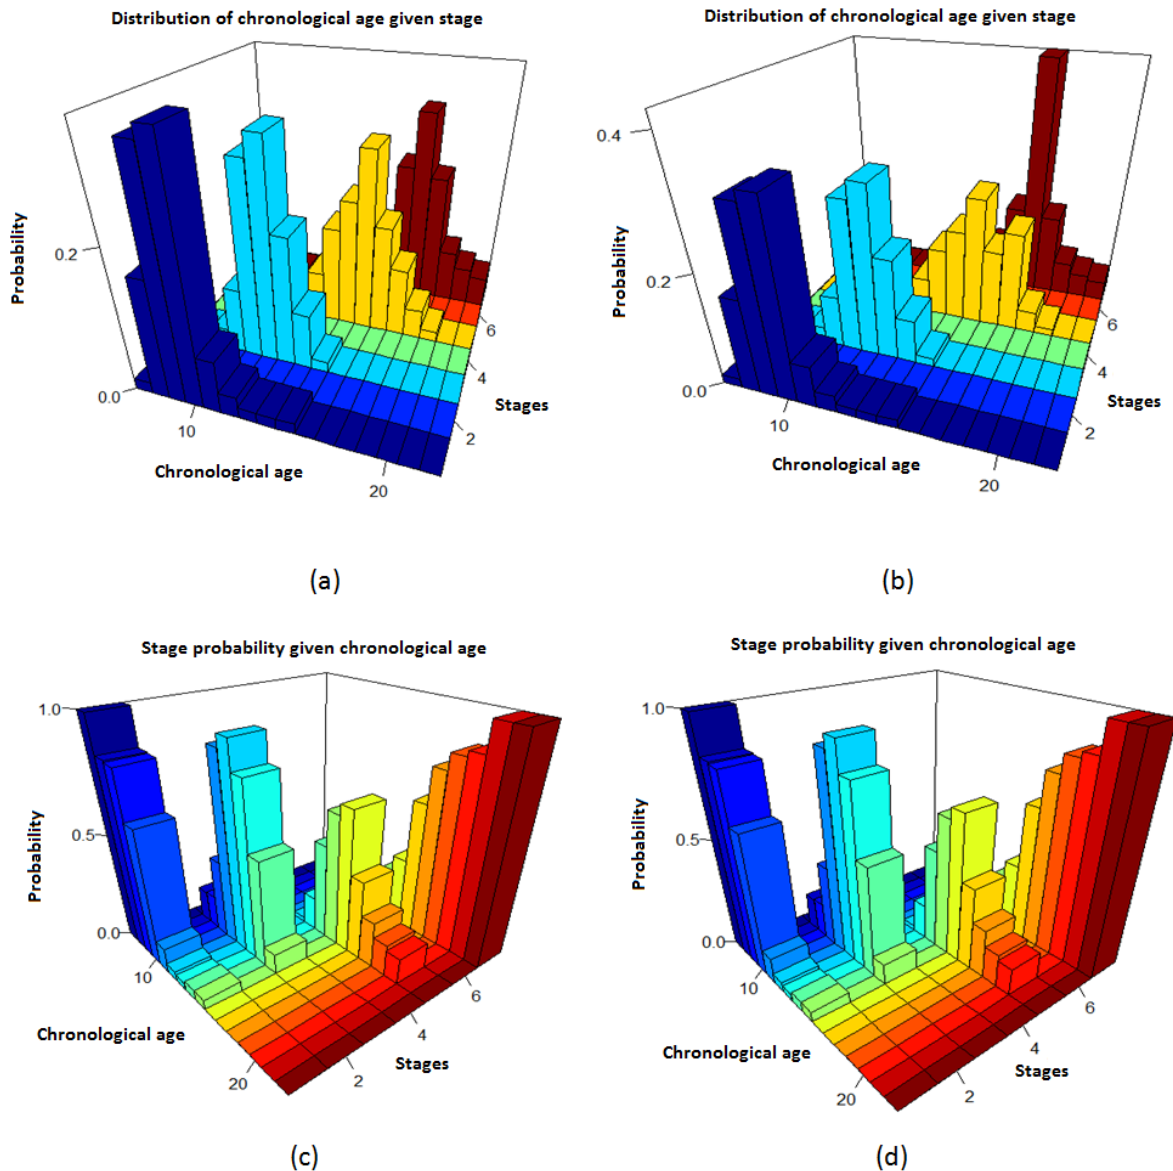 Distribution of chronological age given stage
Probability
0.2
0.0
10
20
Chronological age
2
4
6
Stages
(a)
Distribution of chronological age given stage
Probability
0.4
0.2
0.0
10
20
Chronological age
2
4
6
Stages
(b)
Stage probability given chronological age
Probability
1.0
0.5
0.0
10
20
Chronological age
2
4
6
Stages
(c)
Stage probability given chronological age
Probability
1.0
0.5
0.0
10
20
Chronological age
2
4
6
Stages
(d)